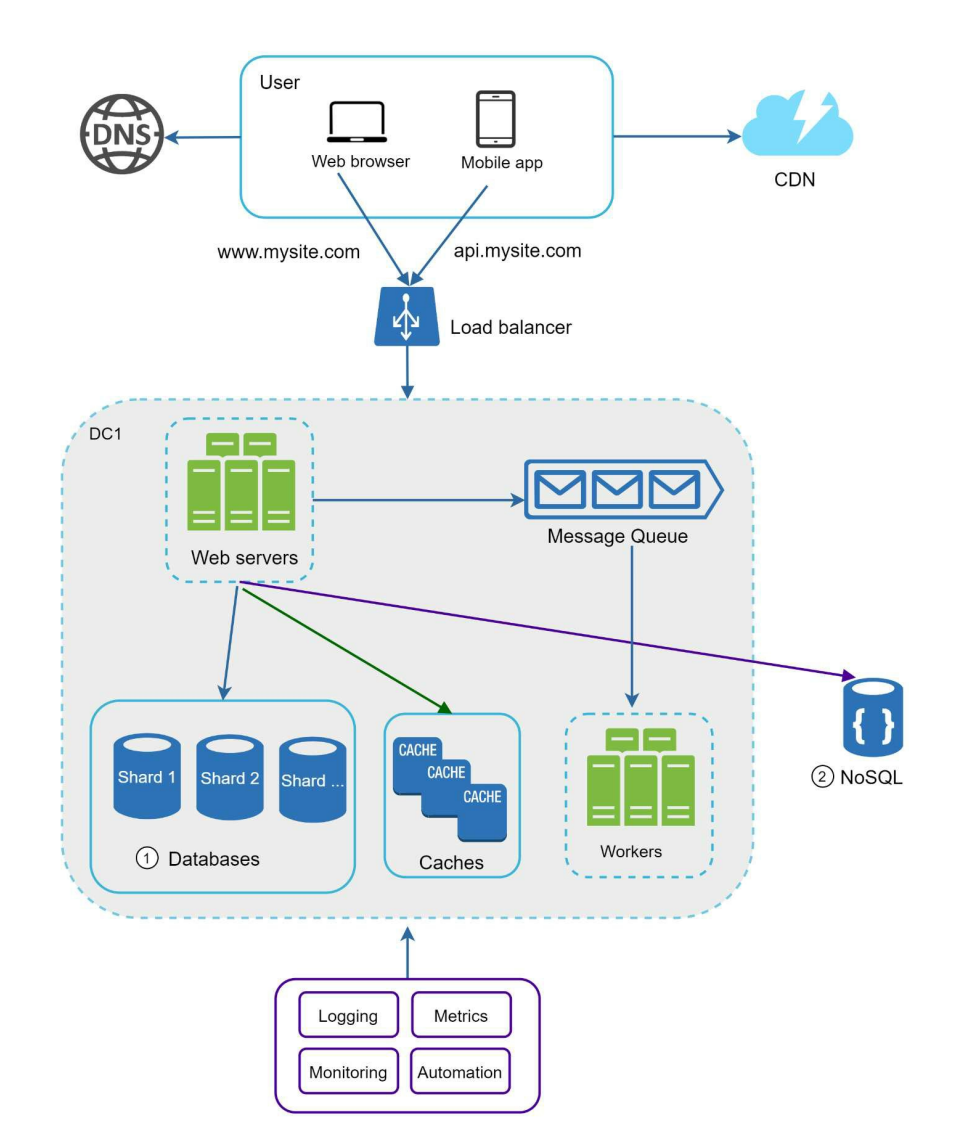 User
DNS
Web browser
Mobile app
CDN
www.mysite.com
api.mysite.com
Load balancer
DC1
Web servers
Message Queue
Shard 1
Shard 2
Shard ...
CACHE
CACHE
CACHE
{ }
② NoSQL
① Databases
Caches
Workers
Logging
Metrics
Monitoring
Automation